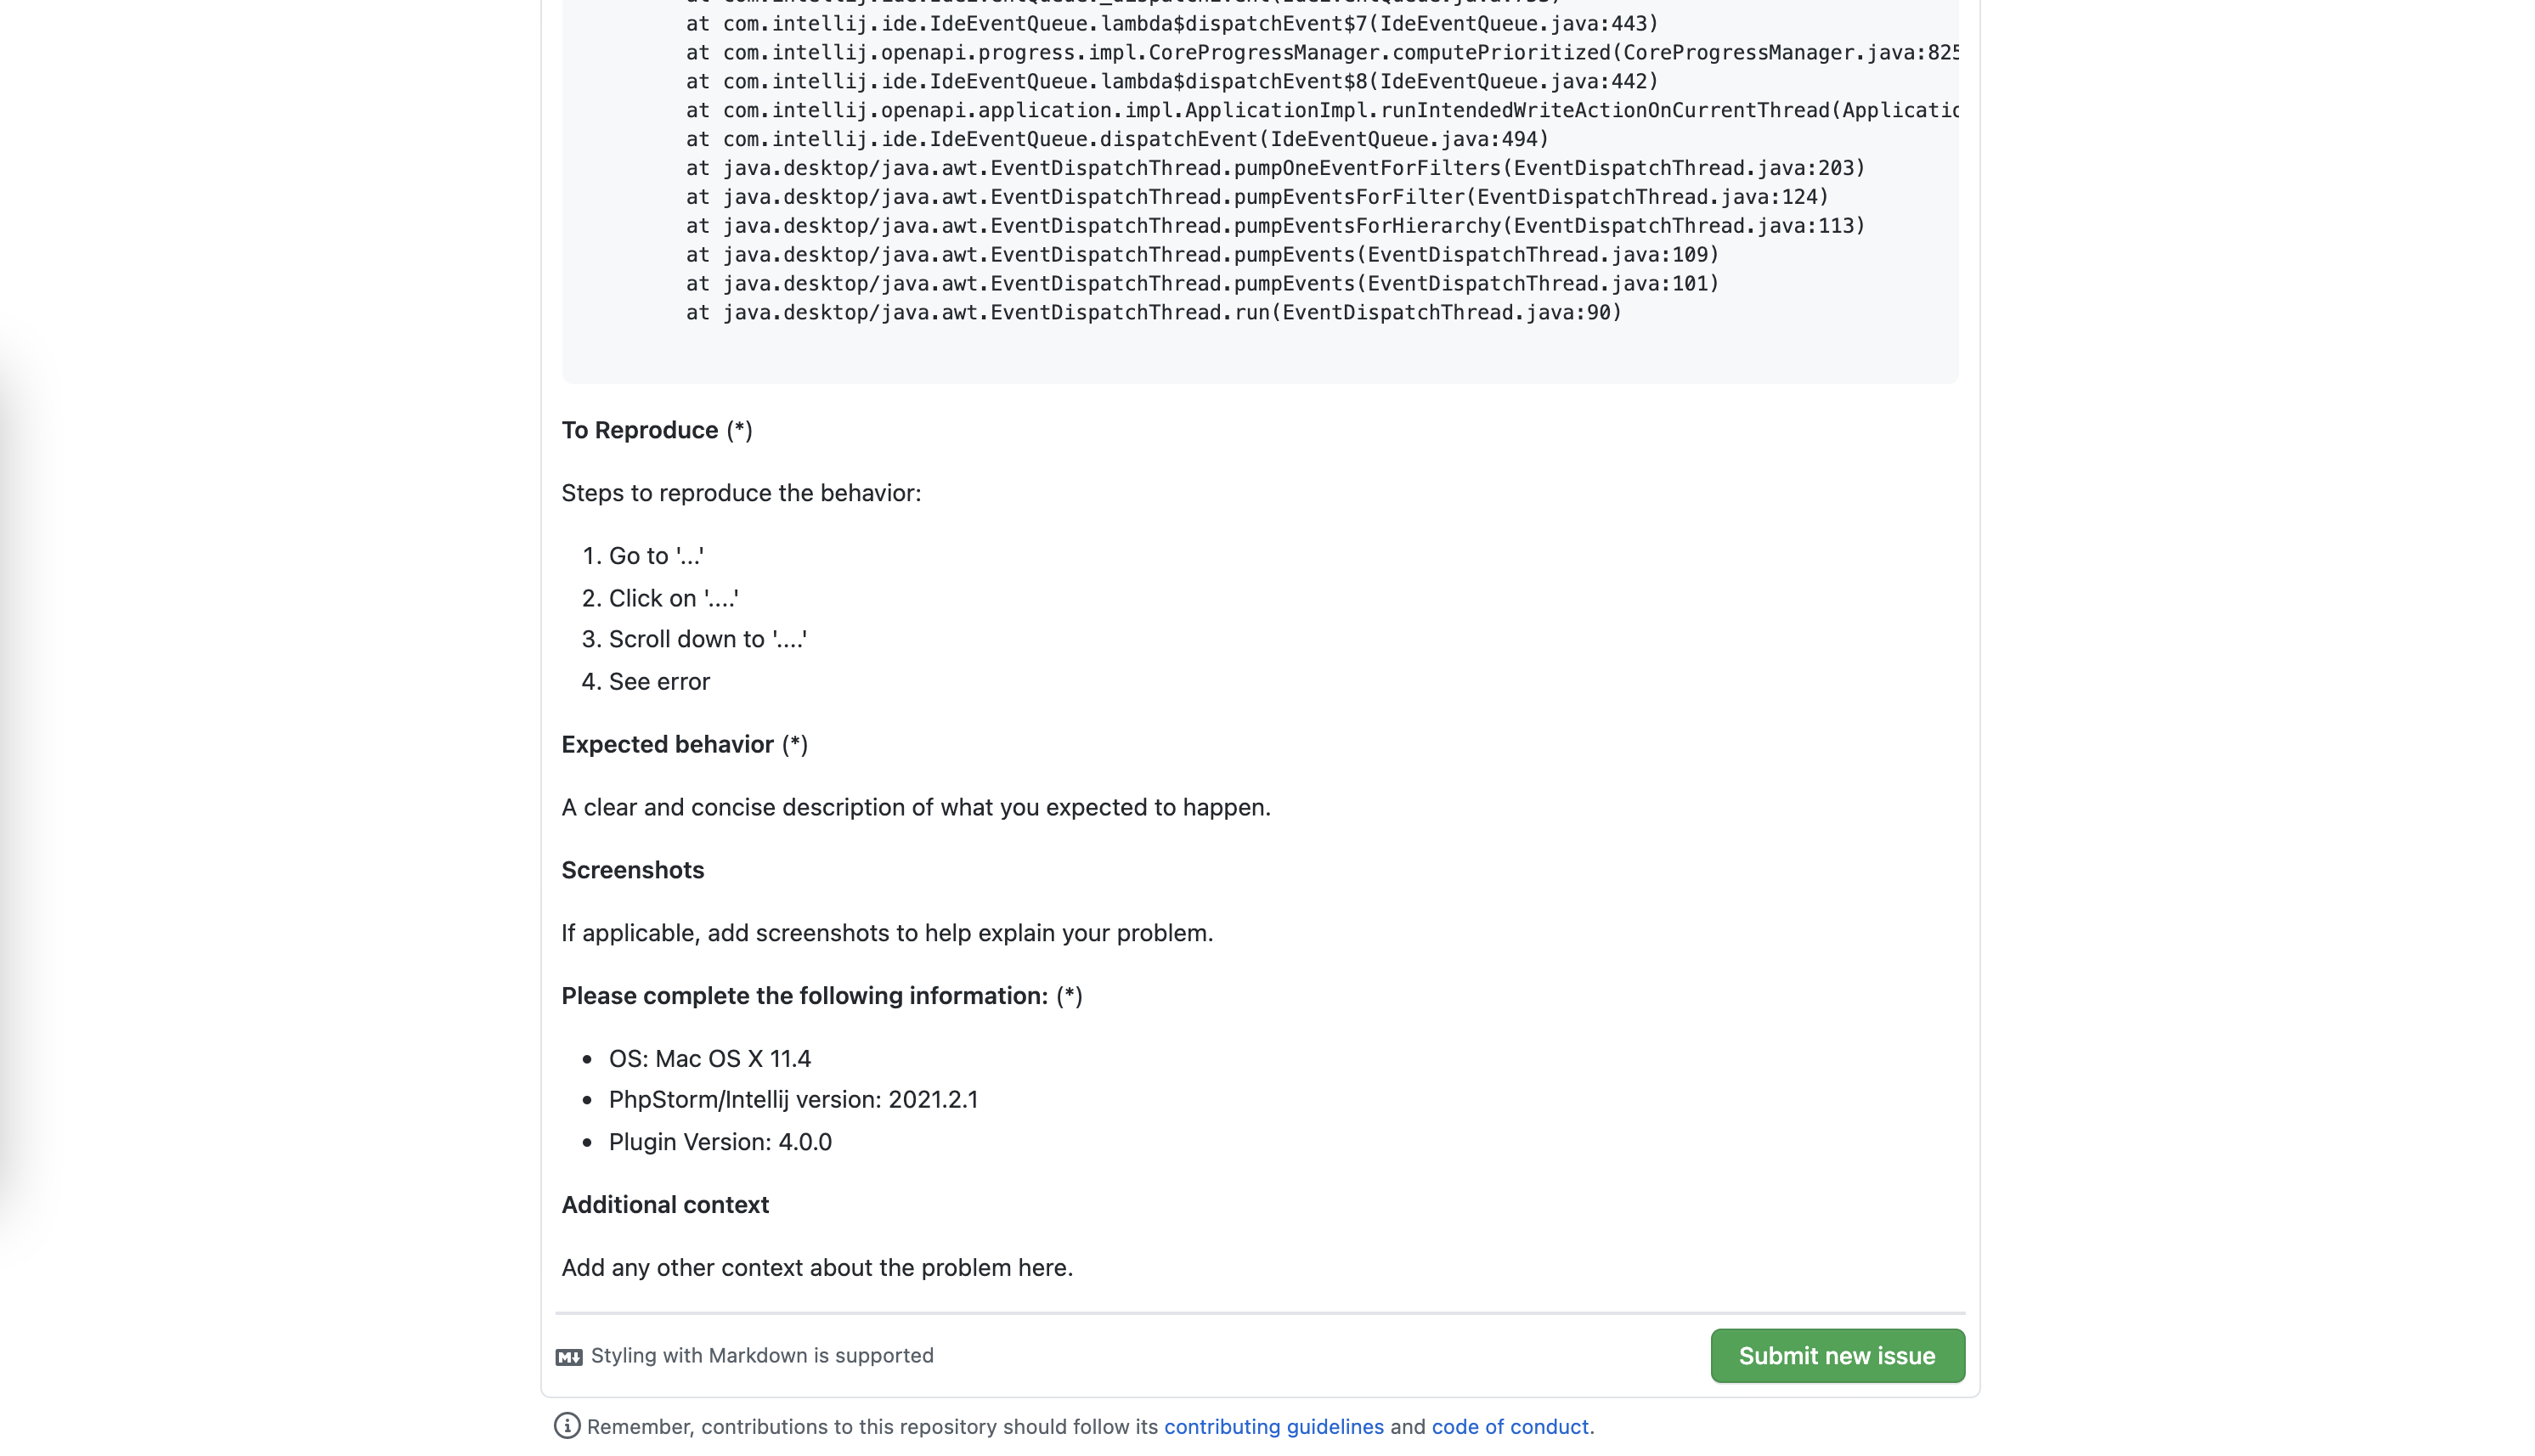 at com.intellij.ide.IdeEventQueue._dispatchEvent(IdeEventQueue.java:753)
at com.intellij.ide.IdeEventQueue.lambda$dispatchEvent$7(IdeEventQueue.java:443)
at com.intellij.openapi.progress.impl.CoreProgressManager.computePrioritized(CoreProgressManager.java:825
at com.intellij.ide.IdeEventQueue.lambda$dispatchEvent$8(IdeEventQueue.java:442)
at com.intellij.openapi.application.impl.ApplicationImpl.runIntendedWriteActionOnCurrentThread(Applicatio
at com.intellij.ide.IdeEventQueue.dispatchEvent(IdeEventQueue.java:494)
at java.desktop/java.awt.EventDispatchThread.pumpOneEventForFilters(EventDispatchThread.java:203)
at java.desktop/java.awt.EventDispatchThread.pumpEventsForFilter(EventDispatchThread.java:124)
at java.desktop/java.awt.EventDispatchThread.pumpEventsForHierarchy(EventDispatchThread.java:113)
at java.desktop/java.awt.EventDispatchThread.pumpEvents(EventDispatchThread.java:109)
at java.desktop/java.awt.EventDispatchThread.pumpEvents(EventDispatchThread.java:101)
at java.desktop/java.awt.EventDispatchThread.run(EventDispatchThread.java:90)
To Reproduce (*)
Steps to reproduce the behavior:
1. Go to '...'
2. Click on '....'
3. Scroll down to '....'
4. See error
Expected behavior (*)
A clear and concise description of what you expected to happen.
Screenshots
If applicable, add screenshots to help explain your problem.
Please complete the following information: (*)
• OS: Mac OS X 11.4
• PhpStorm/Intellij version: 2021.2.1
• Plugin Version: 4.0.0
Additional context
Add any other context about the problem here.
M↓ Styling with Markdown is supported
Submit new issue
Remember, contributions to this repository should follow its contributing guidelines and code of conduct.